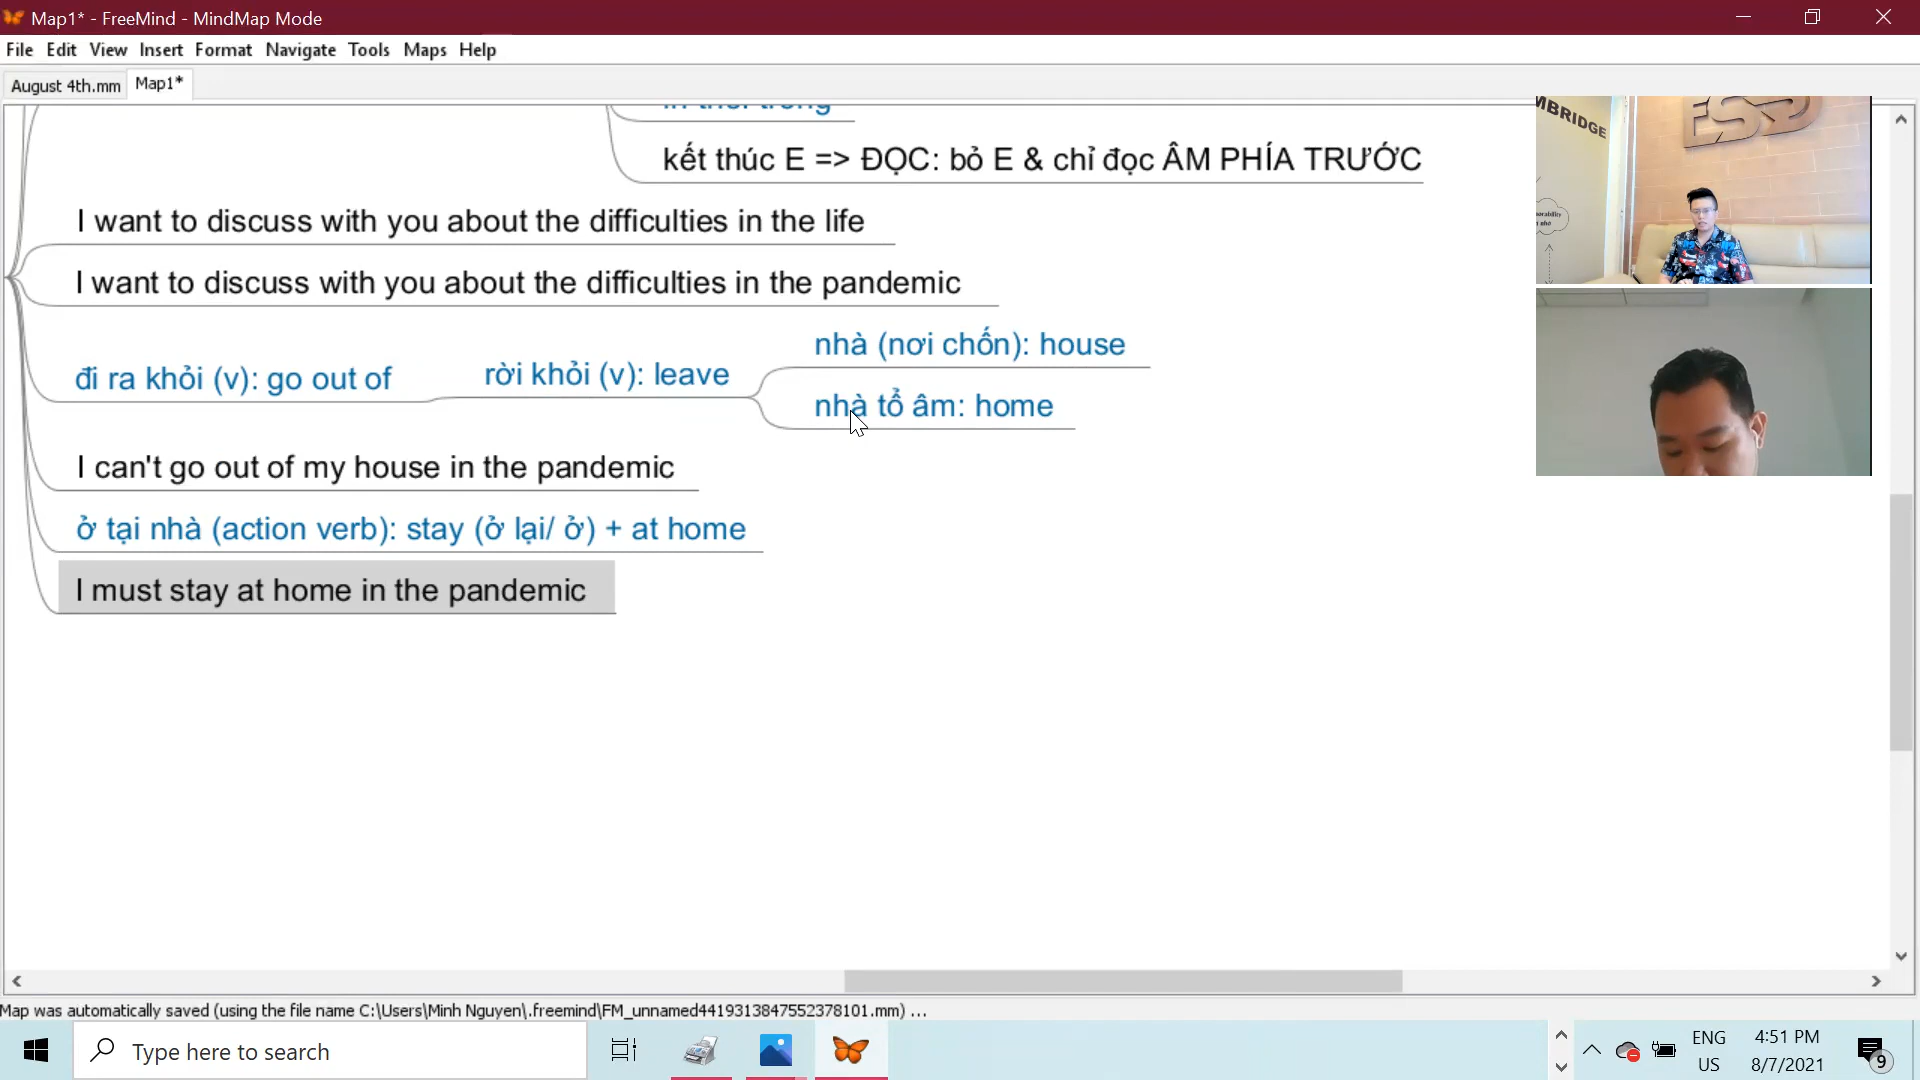 Map1* - FreeMind - MindMap Mode
File Edit View Insert Format Navigate Tools Maps Help
August 4th.mm Map1*
kết thúc E => ĐỌC: bỏ E & chỉ đọc ÂM PHÍA TRƯỚC
I want to discuss with you about the difficulties in the life
I want to discuss with you about the difficulties in the pandemic
đi ra khỏi (v): go out of
rời khỏi (v): leave
nhà (nơi chốn): house
nhà tổ âm: home
I can't go out of my house in the pandemic
ở tại nhà (action verb): stay (ở lại/ ở) + at home
I must stay at home in the pandemic
MBRIDGE
ESD
Map was automatically saved (using the file name C:\Users\Minh Nguyen\.freemind\FM_unnamed4419313847552378101.mm) ...
Type here to search
ENG
US
4:51 PM
8/7/2021
9